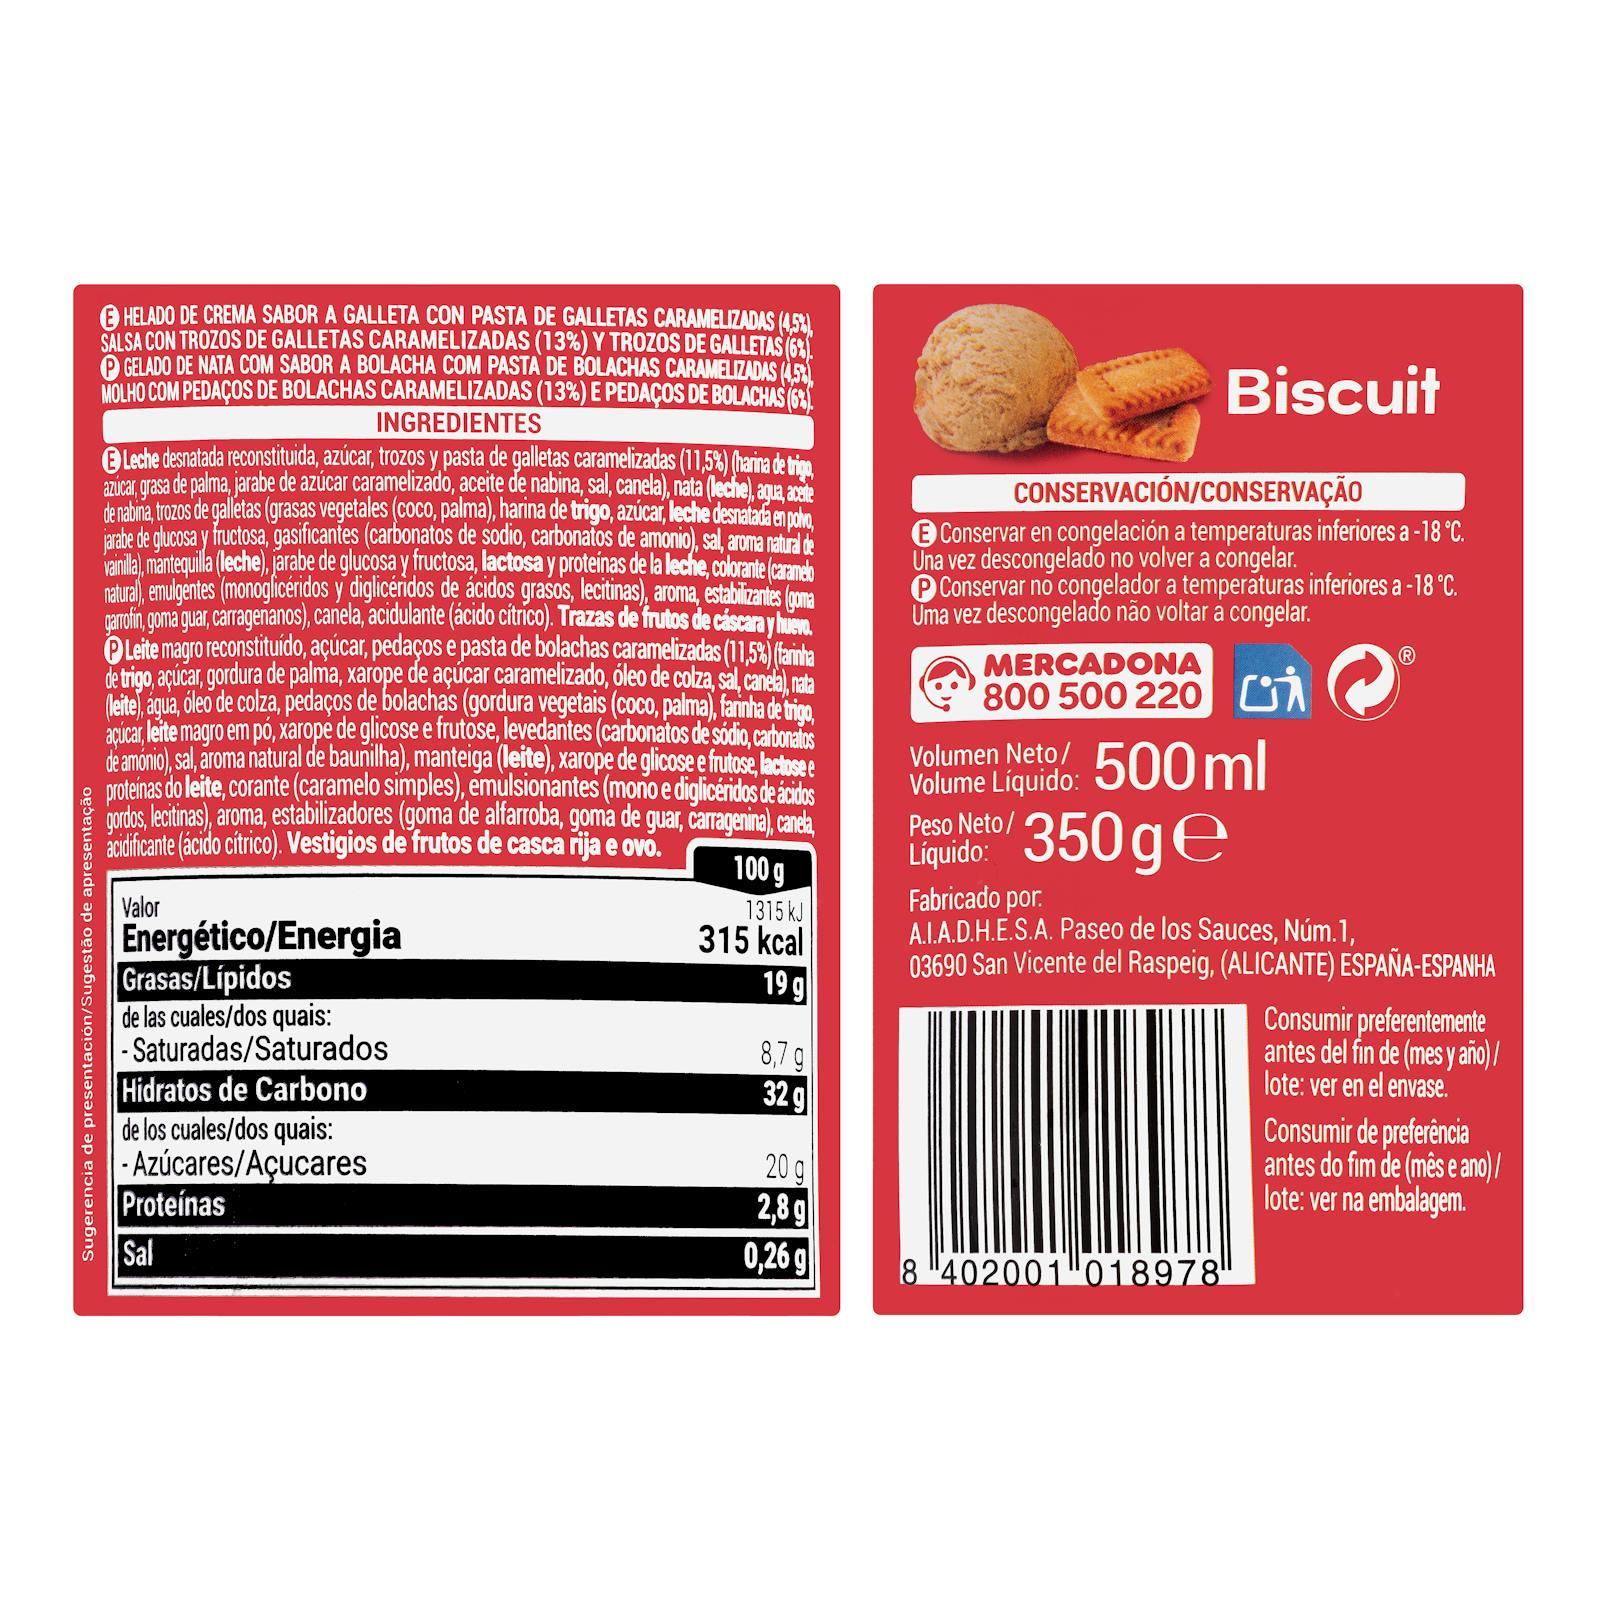 Ⓔ HELADO DE CREMA SABOR A GALLETA CON PASTA DE GALLETAS CARAMELIZADAS (4,5%),
SALSA CON TROZOS DE GALLETAS CARAMELIZADAS (13%) Y TROZOS DE GALLETAS (6%).
Ⓟ GELADO DE NATA COM SABOR A BOLACHA COM PASTA DE BOLACHAS CARAMELIZADAS (4,5%),
MOLHO COM PEDAÇOS DE BOLACHAS CARAMELIZADAS (13%) E PEDAÇOS DE BOLACHAS (6%).
INGREDIENTES
Ⓔ Leche desnatada reconstituida, azúcar, trozos y pasta de galletas caramelizadas (11,5%) (harina de trigo,
azúcar, grasa de palma, jarabe de azúcar caramelizado, aceite de nabina, sal, canela), nata (leche), agua, aceite
de nabina, trozos de galletas (grasas vegetales (coco, palma), harina de trigo, azúcar, leche desnatada en polvo,
jarabe de glucosa y fructosa, gasificantes (carbonatos de sodio, carbonatos de amonio), sal, aroma natural de
vainilla), mantequilla (leche), jarabe de glucosa y fructosa, lactosa y proteínas de la leche, colorante (caramelo
natural), emulgentes (monoglicéridos y diglicéridos de ácidos grasos, lecitinas), aroma, estabilizantes (goma
garrofín, goma guar, carragenanos), canela, acidulante (ácido cítrico). Trazas de frutos de cáscara y huevo.
Ⓟ Leite magro reconstituído, açúcar, pedaços e pasta de bolachas caramelizadas (11,5%) (farinha
de trigo, açúcar, gordura de palma, xarope de açúcar caramelizado, óleo de colza, sal, canela), nata
(leite), água, óleo de colza, pedaços de bolachas (gordura vegetais (coco, palma), farinha de trigo,
açúcar, leite magro em pó, xarope de glicose e frutose, levedantes (carbonatos de sódio, carbonatos
de amónio), sal, aroma natural de baunilha), manteiga (leite), xarope de glicose e frutose, lactose e
proteínas do leite, corante (caramelo simples), emulsionantes (mono e diglicéridos de ácidos
gordos, lecitinas), aroma, estabilizadores (goma de alfarroba, goma de guar, carragenina), canela,
acidificante (ácido cítrico). Vestigios de frutos de casca rija e ovo.
100 g
Valor 1315 kJ
Energético/Energia 315 kcal
Grasas/Lípidos 19 g
de las cuales/dos quais:
- Saturadas/Saturados 8,7 g
Hidratos de Carbono 32 g
de los cuales/dos quais:
- Azúcares/Açucares 20 g
Proteínas 2,8 g
Sal 0,26 g
Sugerencia de presentación/Sugestão de apresentação
Biscuit
CONSERVACIÓN/CONSERVAÇÃO
Ⓔ Conservar en congelación a temperaturas inferiores a -18 °C.
Una vez descongelado no volver a congelar.
Ⓟ Conservar no congelador a temperaturas inferiores a -18 °C.
Uma vez descongelado não voltar a congelar.
MERCADONA
800 500 220
®
Volumen Neto/
Volume Líquido: 500 ml
Peso Neto/
Líquido: 350 g ℮
Fabricado por:
A.I.A.D.H.E.S.A. Paseo de los Sauces, Núm.1,
03690 San Vicente del Raspeig, (ALICANTE) ESPAÑA-ESPANHA
Consumir preferentemente
antes del fin de (mes y año) /
lote: ver en el envase.
Consumir de preferência
antes do fim de (mês e ano) /
lote: ver na embalagem.
8 402001 018978